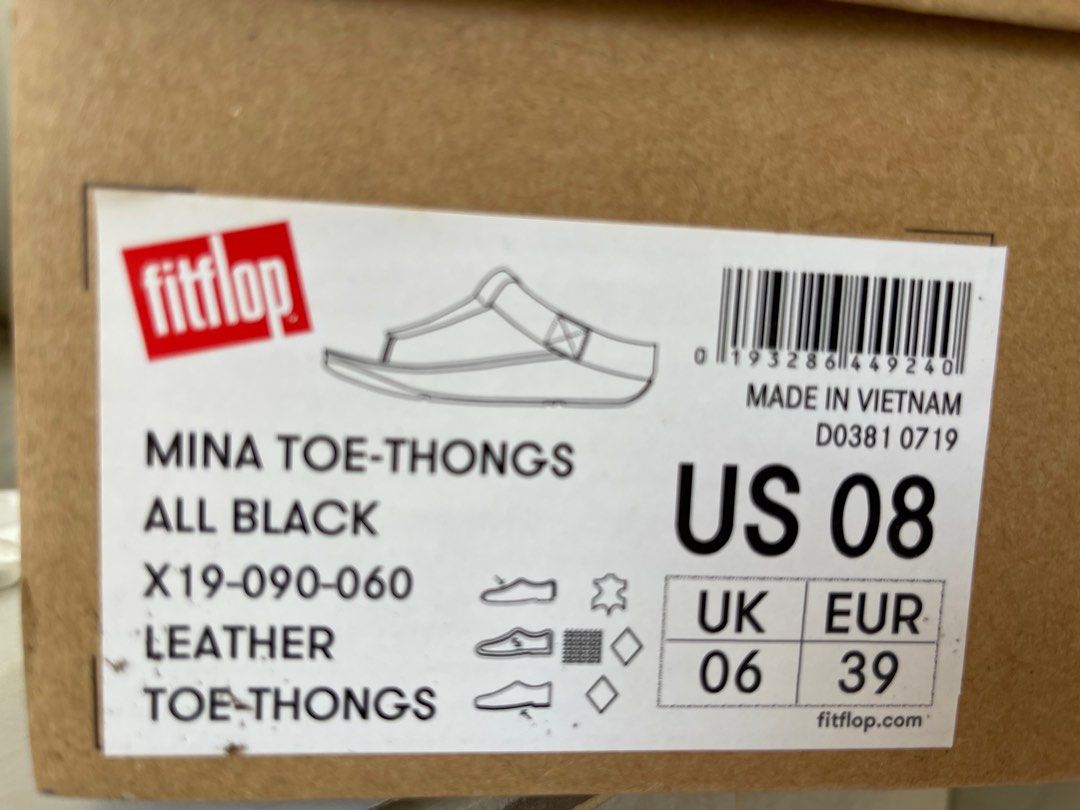 fitflop
0 193286 449240
MADE IN VIETNAM
D0381 0719
MINA TOE-THONGS
ALL BLACK
X19-090-060
LEATHER
TOE-THONGS
US 08
UK EUR
06 39
fitflop.com